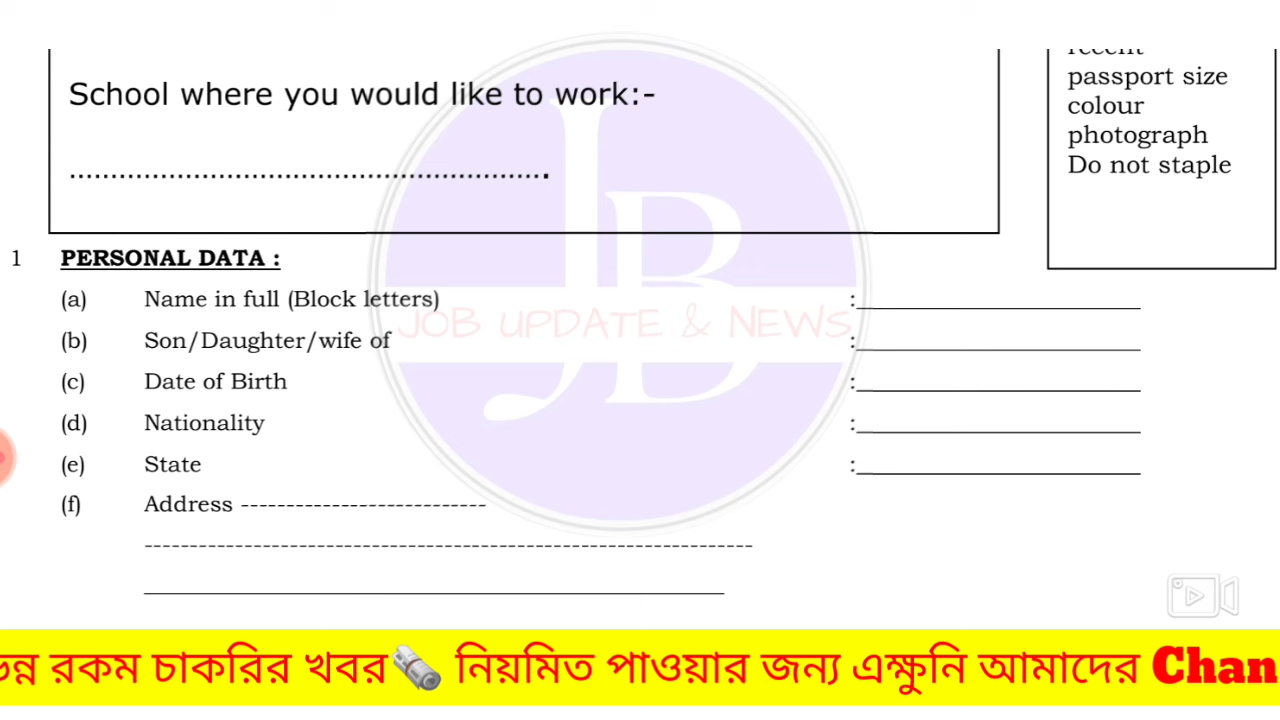 School where you would like to work:-
..........................................................
passport size
colour
photograph
Do not staple
1 PERSONAL DATA :
(a) Name in full (Block letters) :
(b) Son/Daughter/wife of :
(c) Date of Birth :
(d) Nationality :
(e) State :
(f) Address ---------------------------
-------------------------------------------------------------------
JB
JOB UPDATE & NEWS
রকম চাকরির খবর নিয়মিত পাওয়ার জন্য এক্ষুনি আমাদের Chan